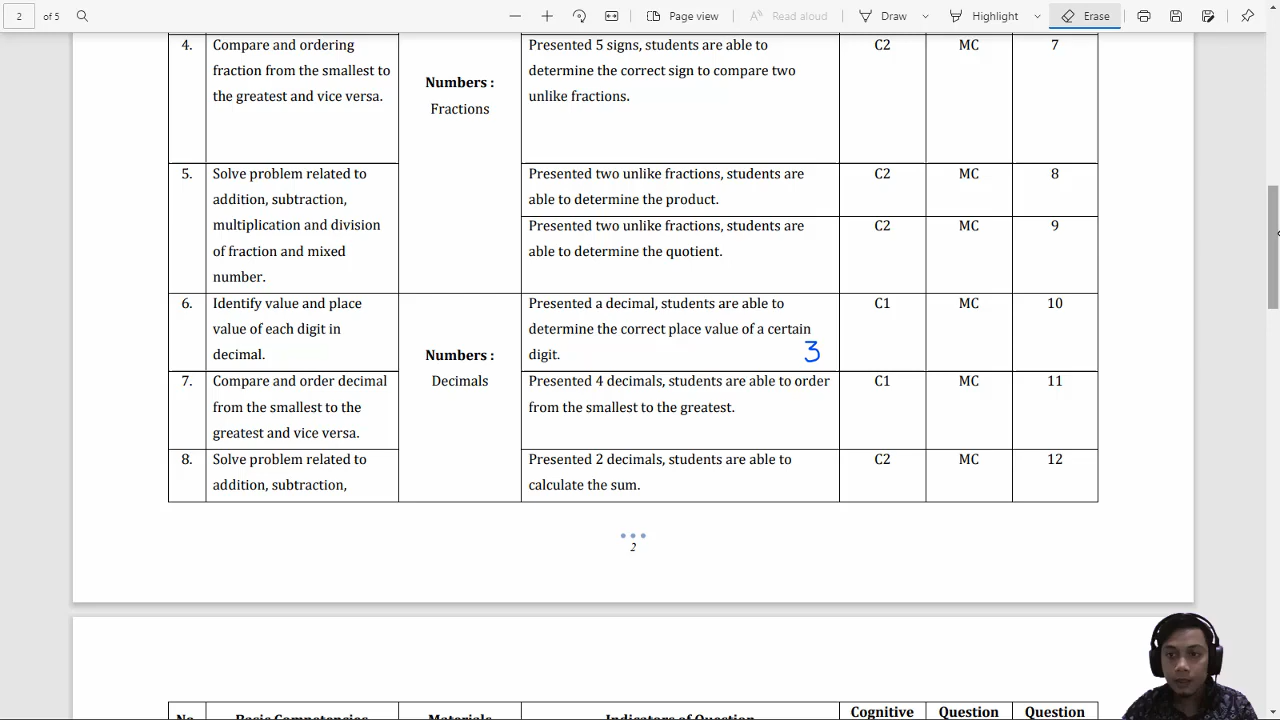 2 of 5 Page view Read aloud Draw Highlight Erase
4. Compare and ordering fraction from the smallest to the greatest and vice versa.
Numbers :
Fractions
Presented 5 signs, students are able to
determine the correct sign to compare two
unlike fractions.
C2 MC 7
5. Solve problem related to
addition, subtraction,
multiplication and division
of fraction and mixed
number.
Presented two unlike fractions, students are
able to determine the product.
C2 MC 8
Presented two unlike fractions, students are
able to determine the quotient.
C2 MC 9
6. Identify value and place
value of each digit in
decimal.
Numbers :
Decimals
Presented a decimal, students are able to
determine the correct place value of a certain
digit. 3
C1 MC 10
7. Compare and order decimal
from the smallest to the
greatest and vice versa.
Presented 4 decimals, students are able to order
from the smallest to the greatest.
C1 MC 11
8. Solve problem related to
addition, subtraction,
Presented 2 decimals, students are able to
calculate the sum.
C2 MC 12
2
No Basic Competencies Materials Indicators of Question Cognitive Question Question